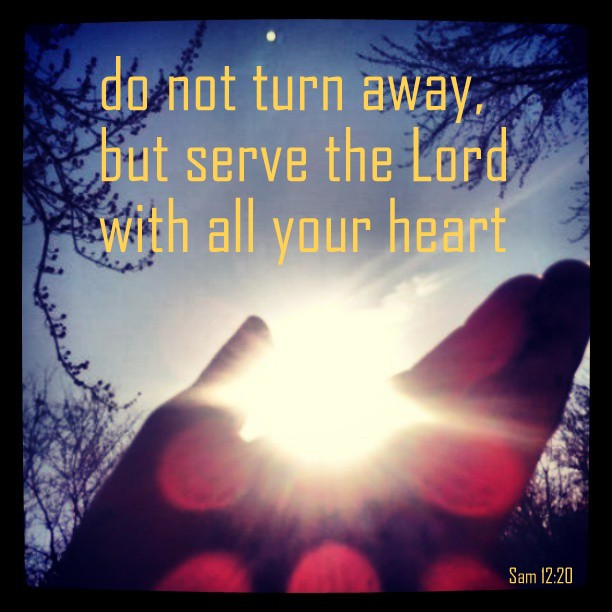 do not turn away,
but serve the Lord
with all your heart
Sam 12:20